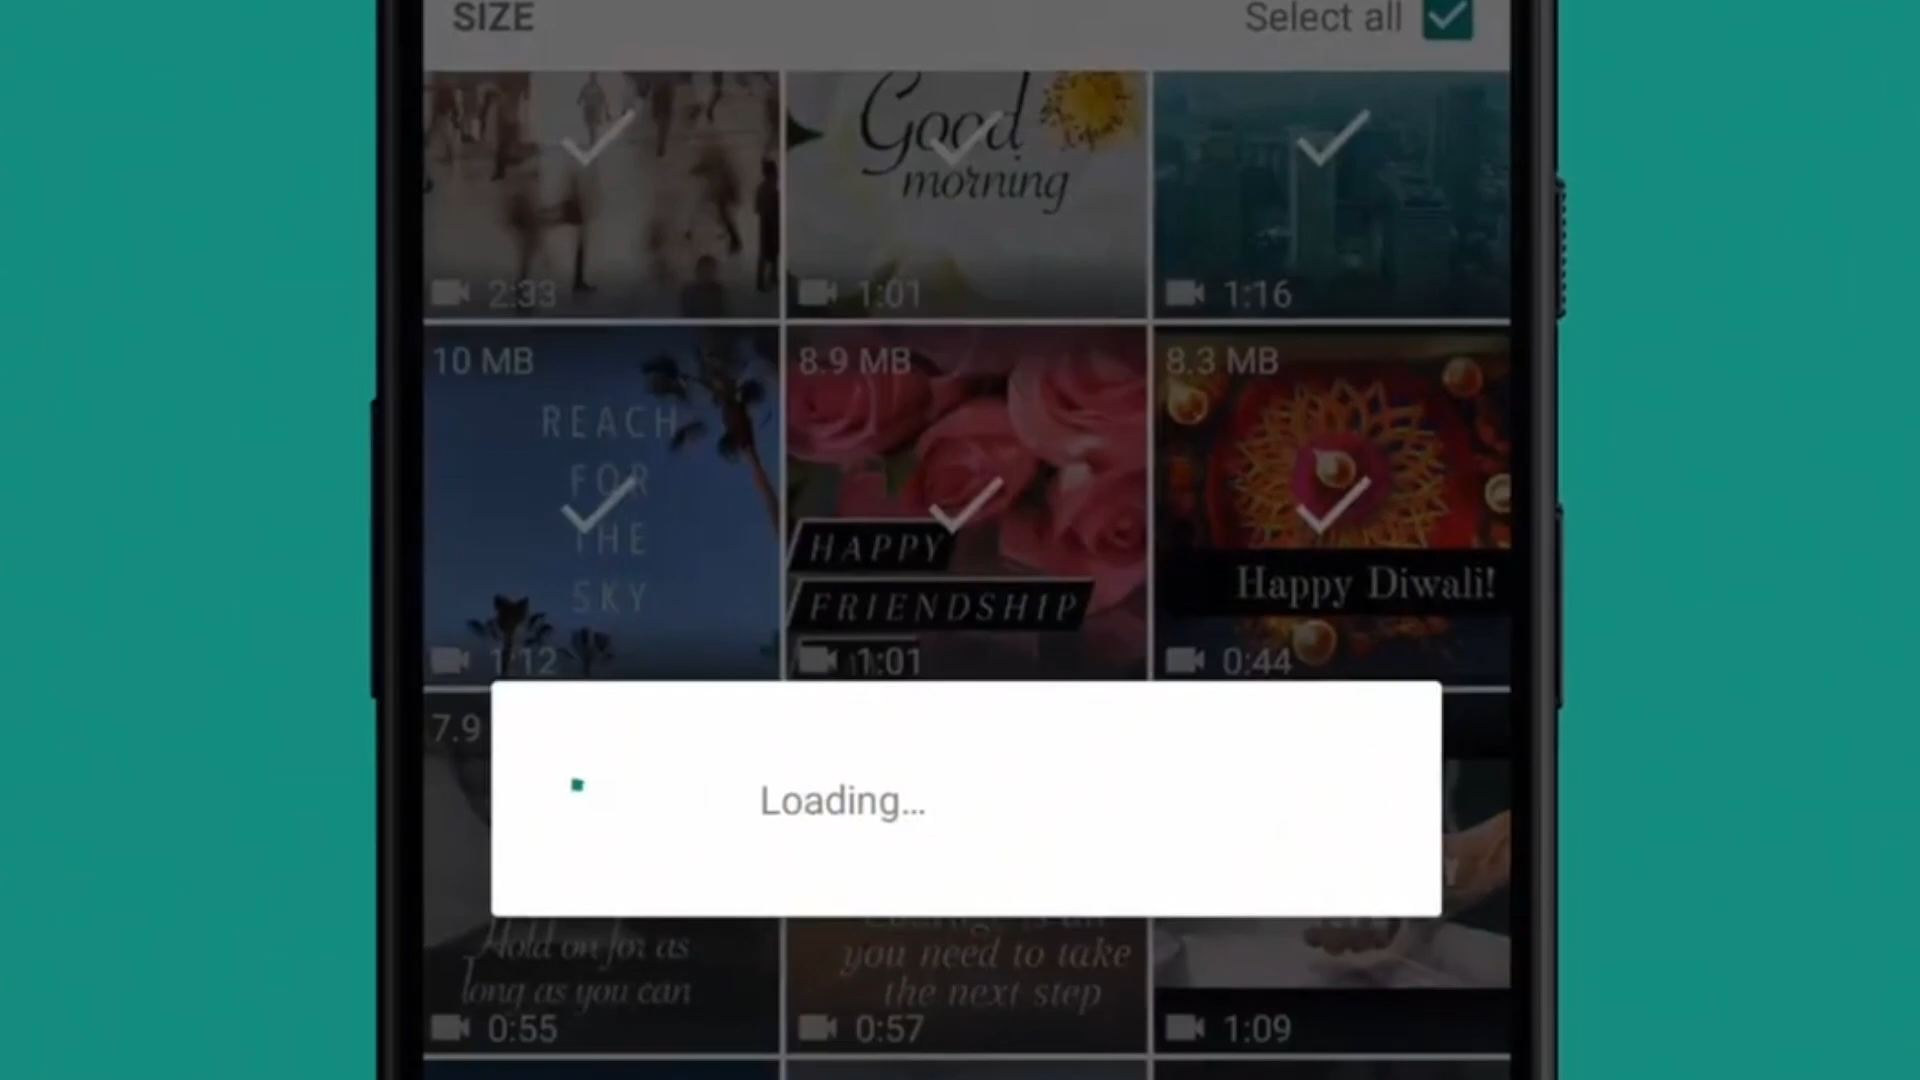 SIZE
Select all
Good
morning
2:33
1:01
1:16
10 MB
8.9 MB
8.3 MB
REACH
FOR
THE
SKY
HAPPY
FRIENDSHIP
Happy Diwali!
1:12
1:01
0:44
7.9
Loading...
Hold on for as
long as you can
you need to take
the next step
0:55
0:57
1:09